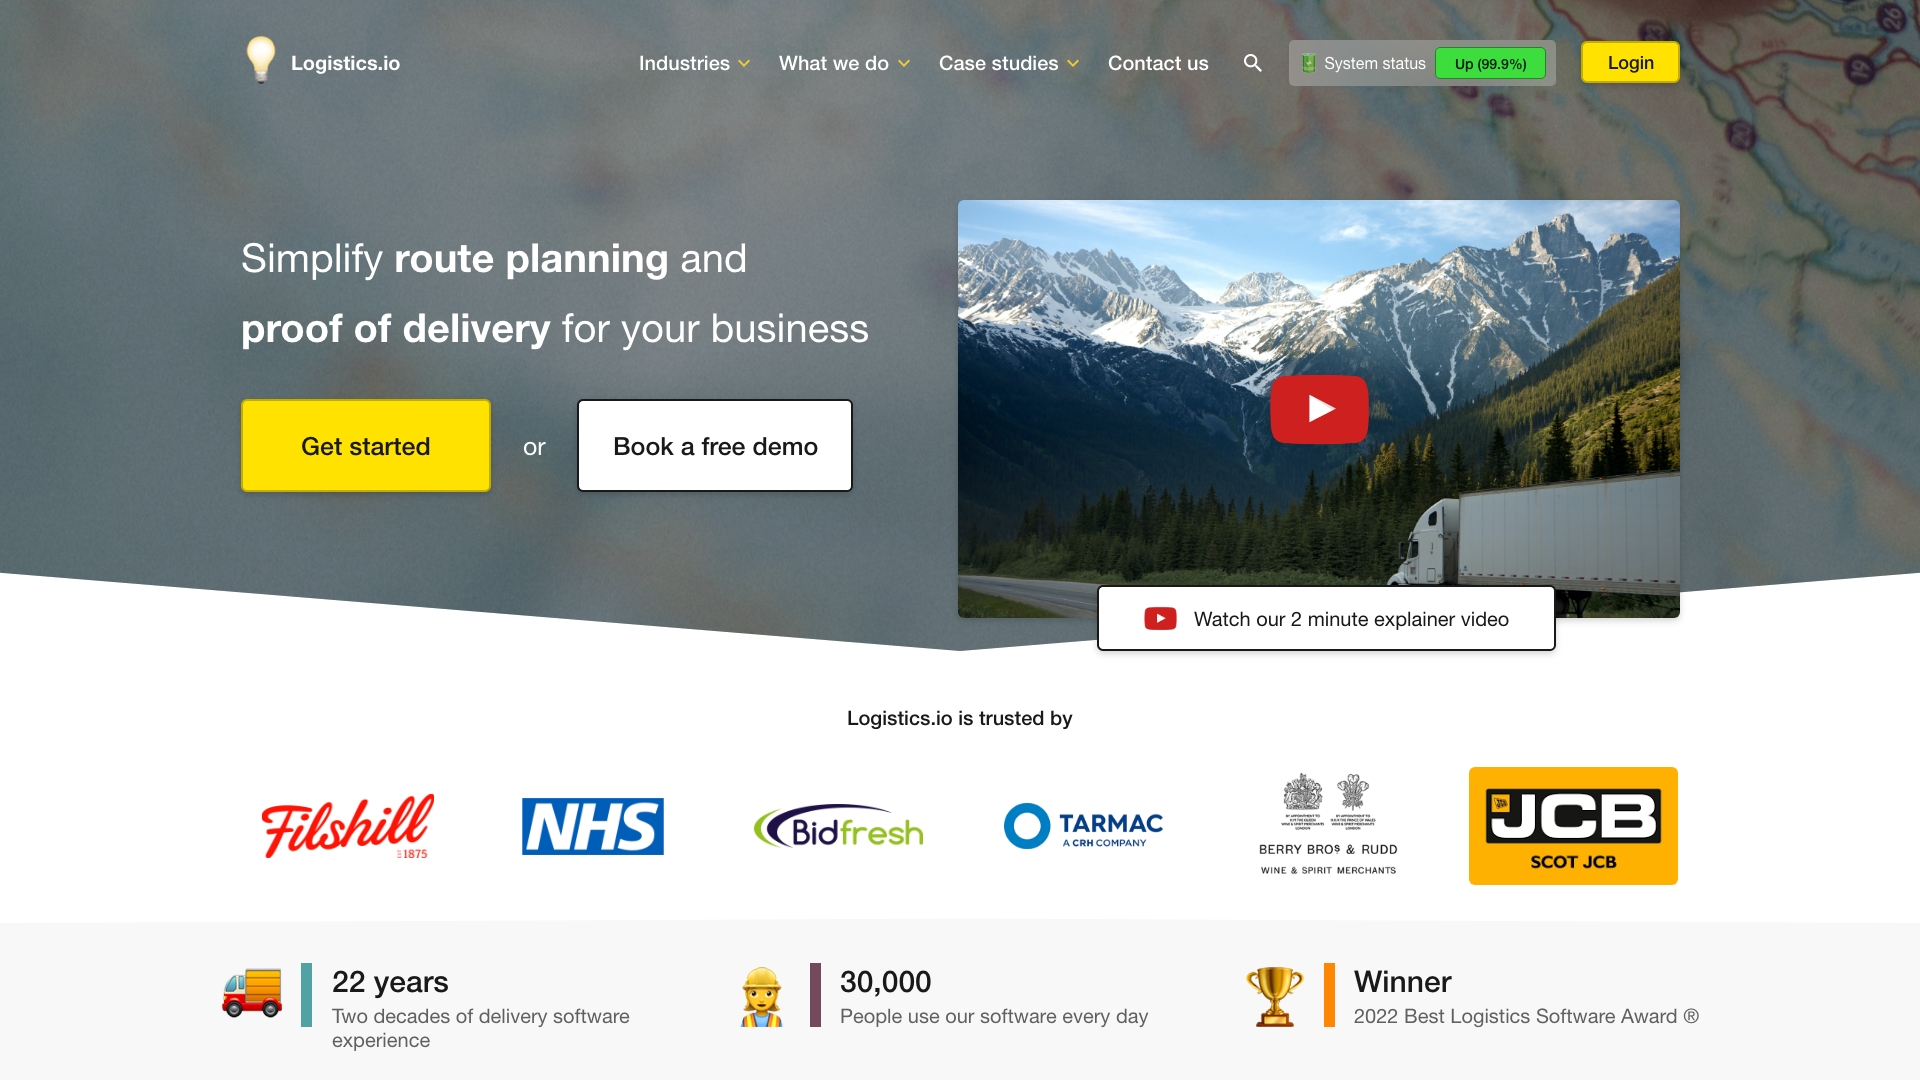 Logistics.io
Industries
What we do
Case studies
Contact us
System status
Up (99.9%)
Login
Simplify route planning and
proof of delivery for your business
Get started
or
Book a free demo
Watch our 2 minute explainer video
Logistics.io is trusted by
Filshill
EST 1875
NHS
Bidfresh
TARMAC
A CRH COMPANY
BERRY BROS & RUDD
WINE & SPIRIT MERCHANTS
JCB
SCOT JCB
22 years
Two decades of delivery software
experience
30,000
People use our software every day
Winner
2022 Best Logistics Software Award ®